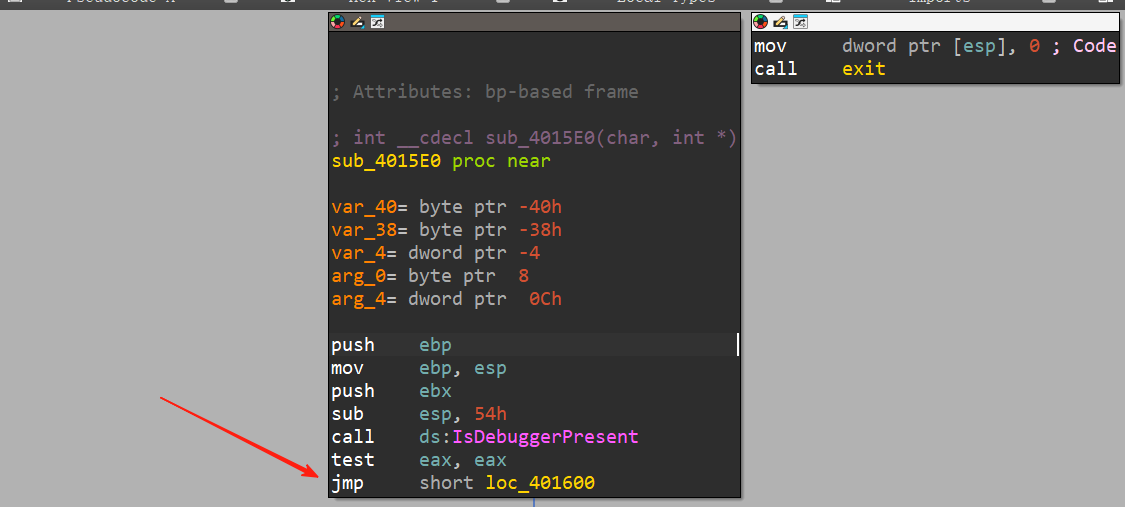 Pseudocode-A Hex View-1 Local Types Imports
; Attributes: bp-based frame
; int __cdecl sub_4015E0(char, int *)
sub_4015E0 proc near
var_40= byte ptr -40h
var_38= byte ptr -38h
var_4= dword ptr -4
arg_0= byte ptr  8
arg_4= dword ptr  0Ch
push    ebp
mov     ebp, esp
push    ebx
sub     esp, 54h
call    ds:IsDebuggerPresent
test    eax, eax
jmp     short loc_401600
mov     dword ptr [esp], 0 ; Code
call    exit